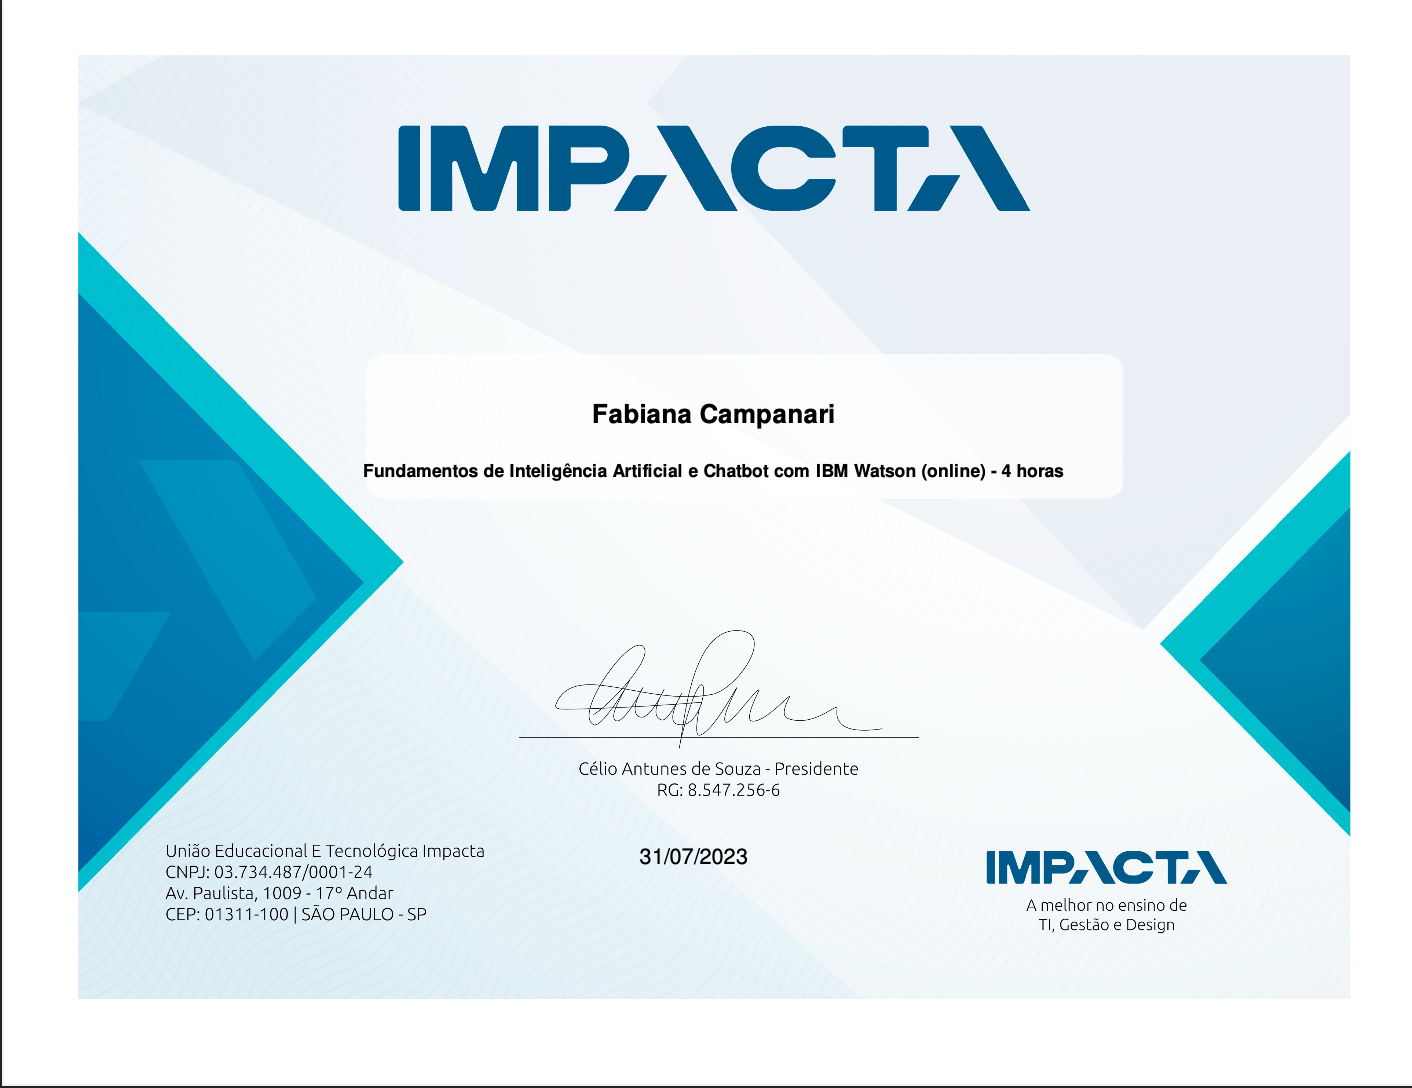 IMPACTA
Fabiana Campanari
Fundamentos de Inteligência Artificial e Chatbot com IBM Watson (online) - 4 horas
Célio Antunes de Souza - Presidente
RG: 8.547.256-6
União Educacional E Tecnológica Impacta
CNPJ: 03.734.487/0001-24
Av. Paulista, 1009 - 17º Andar
CEP: 01311-100 | SÃO PAULO - SP
31/07/2023
IMPACTA
A melhor no ensino de
TI, Gestão e Design